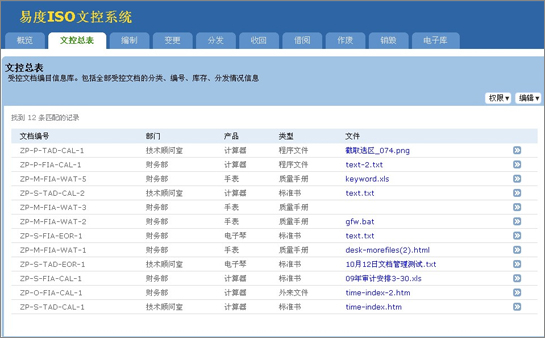 易度ISO文控系统
概览 文控总表 编制 变更 分发 收回 借阅 作废 销毁 电子库
文控总表
受控文档编目信息库。包括全部受控文档的分类、编号、库存、分发情况信息
权限▾ 编辑▾
找到 12 条匹配的记录
文档编号 部门 产品 类型 文件
ZP-P-TAD-CAL-1 技术顾问室 计算器 程序文件 截取选区_074.png
ZP-P-FIA-CAL-1 财务部 计算器 程序文件 text-2.txt
ZP-M-FIA-WAT-5 财务部 手表 质量手册 keyword.xls
ZP-S-TAD-CAL-2 技术顾问室 计算器 标准书 text.txt
ZP-M-FIA-WAT-3 财务部 手表 质量手册
ZP-M-FIA-WAT-2 财务部 手表 质量手册 gfw.bat
ZP-S-FIA-EOR-1 财务部 电子琴 标准书 text.txt
ZP-M-FIA-WAT-1 财务部 手表 质量手册 desk-morefiles(2).html
ZP-S-TAD-EOR-1 技术顾问室 电子琴 标准书 10月12日文档管理测试.txt
ZP-S-FIA-CAL-1 财务部 计算器 标准书 09年审计安排3-30.xls
ZP-O-FIA-CAL-1 财务部 计算器 外来文件 time-index-2.htm
ZP-S-TAD-CAL-1 技术顾问室 计算器 标准书 time-index.htm